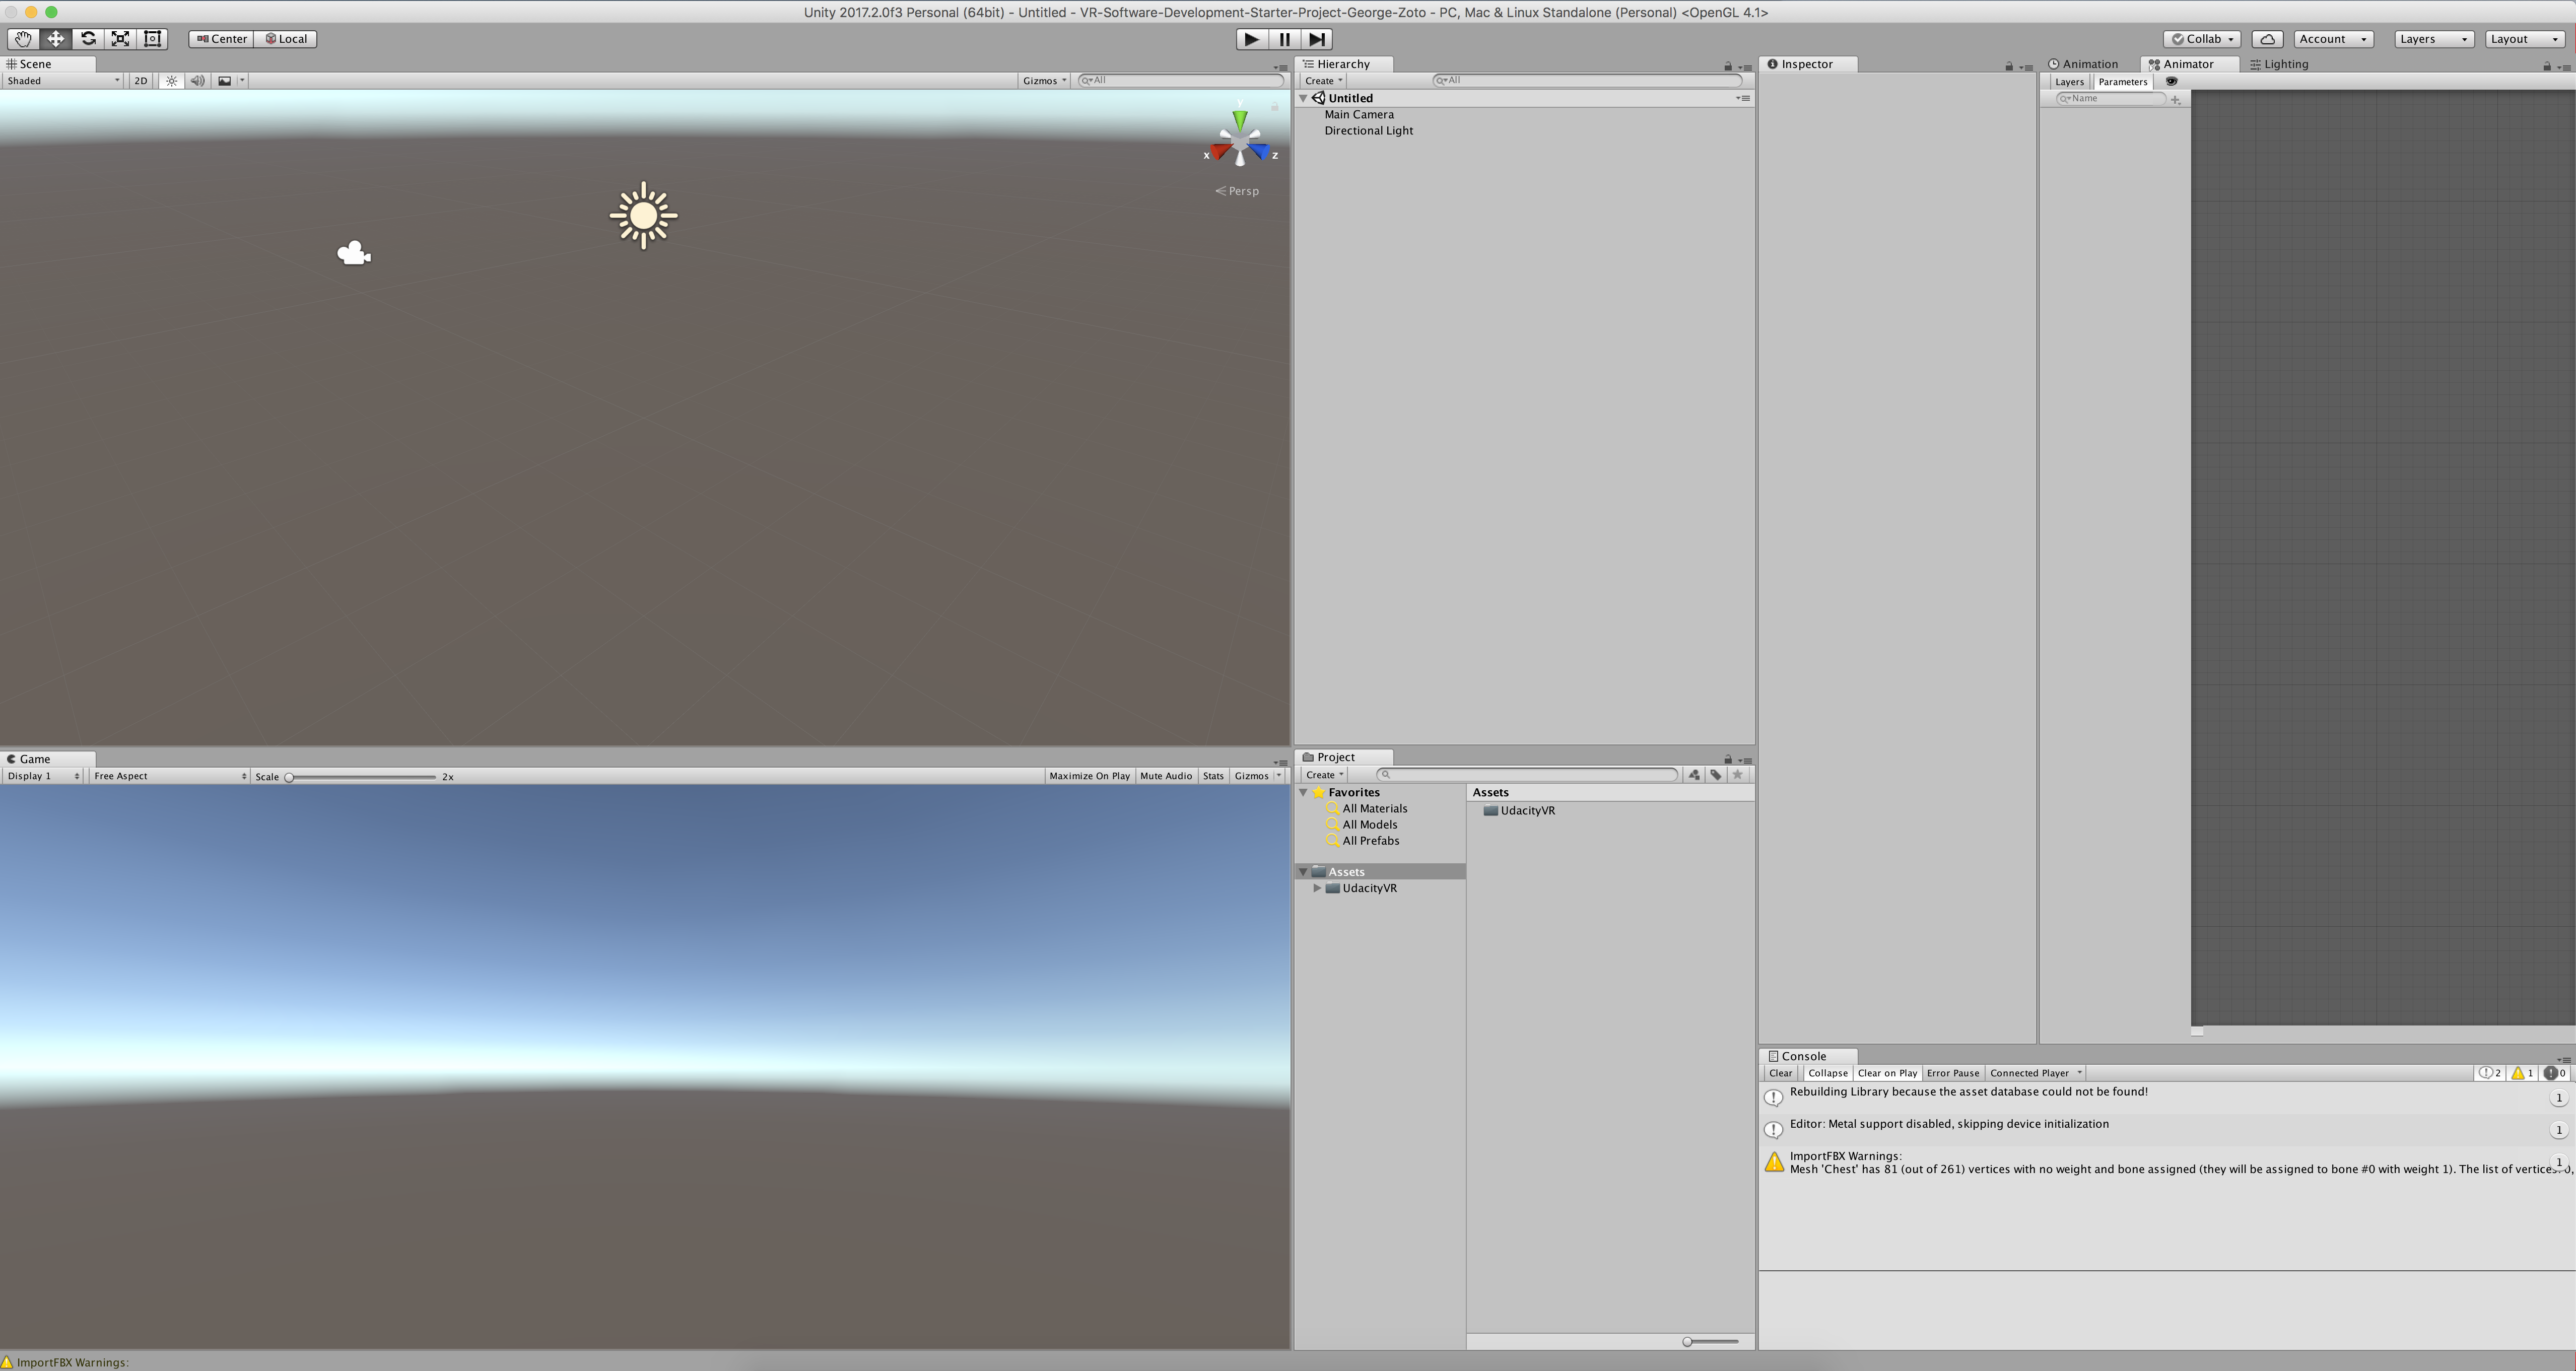 Unity 2017.2.0f3 Personal (64bit) - Untitled - VR-Software-Development-Starter-Project-George-Zoto - PC, Mac & Linux Standalone (Personal) <OpenGL 4.1>
Center Local
Collab Account Layers Layout
Scene
Shaded 2D Gizmos All
y
x z
Persp
Game
Display 1 Free Aspect Scale 2x Maximize On Play Mute Audio Stats Gizmos
Hierarchy
Create All
Untitled
Main Camera
Directional Light
Project
Create
Favorites
All Materials
All Models
All Prefabs
Assets
UdacityVR
Assets
UdacityVR
Inspector
Animation Animator Lighting
Layers Parameters
Name
Console
Clear Collapse Clear on Play Error Pause Connected Player 2 1 0
Rebuilding Library because the asset database could not be found! 1
Editor: Metal support disabled, skipping device initialization 1
ImportFBX Warnings: 1
Mesh 'Chest' has 81 (out of 261) vertices with no weight and bone assigned (they will be assigned to bone #0 with weight 1). The list of vertices:
ImportFBX Warnings: